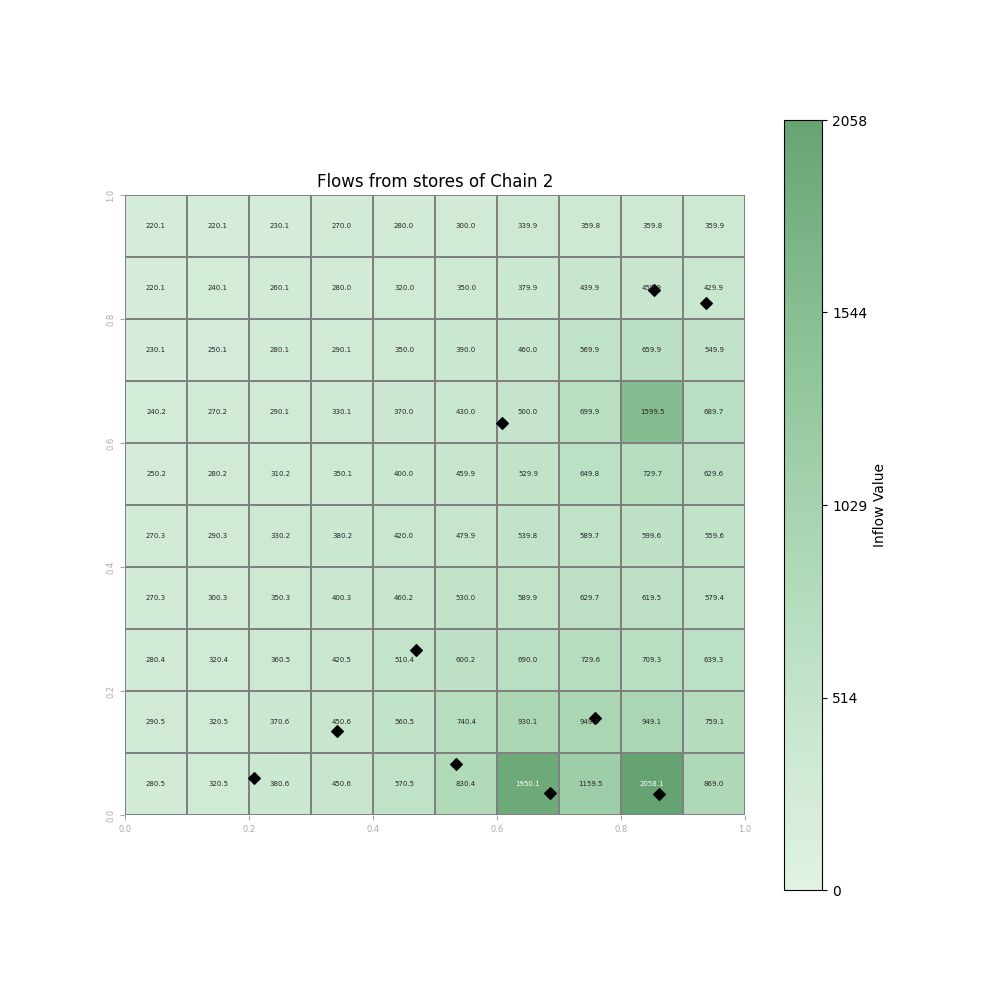 Flows from stores of Chain 2
220.1 220.1 230.1 270.0 280.0 300.0 339.9 359.8 359.8 359.9
220.1 240.1 260.1 280.0 320.0 350.0 379.9 439.9 429.9
230.1 250.1 280.1 290.1 350.0 390.0 460.0 569.9 659.9 549.9
240.2 270.2 290.1 330.1 370.0 430.0 500.0 699.9 1599.5 689.7
250.2 280.2 310.2 350.1 400.0 459.9 529.9 649.8 729.7 629.6
270.3 290.3 330.2 380.2 420.0 479.9 539.8 589.7 599.6 559.6
270.3 300.3 350.3 400.3 460.2 530.0 589.9 629.7 619.5 579.4
280.4 320.4 360.5 420.5 510.4 600.2 690.0 729.6 709.3 639.3
290.5 320.5 370.6 450.6 560.5 740.4 930.1 949.1 759.1
280.5 320.5 380.6 450.6 570.5 830.4 1950.1 1159.5 2058.1 869.0
1.0
0.8
0.6
0.4
0.2
0.0
0.0 0.2 0.4 0.6 0.8 1.0
2058
1544
1029
514
0
Inflow Value